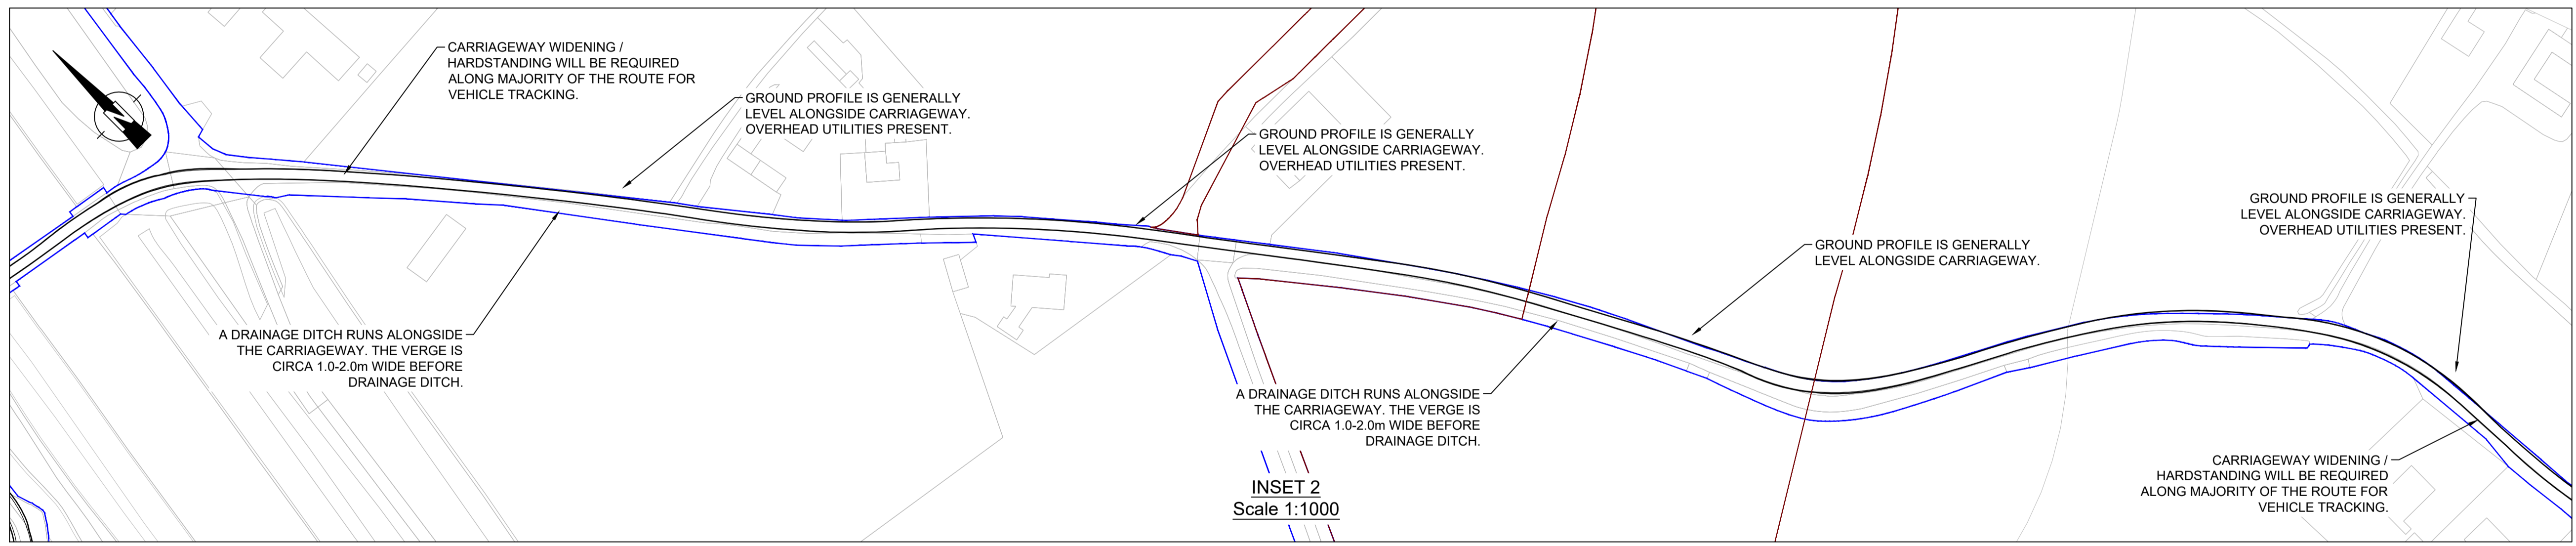 CARRIAGEWAY WIDENING /
HARDSTANDING WILL BE REQUIRED
ALONG MAJORITY OF THE ROUTE FOR
VEHICLE TRACKING.
GROUND PROFILE IS GENERALLY
LEVEL ALONGSIDE CARRIAGEWAY.
OVERHEAD UTILITIES PRESENT.
GROUND PROFILE IS GENERALLY
LEVEL ALONGSIDE CARRIAGEWAY.
OVERHEAD UTILITIES PRESENT.
GROUND PROFILE IS GENERALLY
LEVEL ALONGSIDE CARRIAGEWAY.
GROUND PROFILE IS GENERALLY
LEVEL ALONGSIDE CARRIAGEWAY.
OVERHEAD UTILITIES PRESENT.
A DRAINAGE DITCH RUNS ALONGSIDE
THE CARRIAGEWAY. THE VERGE IS
CIRCA 1.0-2.0m WIDE BEFORE
DRAINAGE DITCH.
A DRAINAGE DITCH RUNS ALONGSIDE
THE CARRIAGEWAY. THE VERGE IS
CIRCA 1.0-2.0m WIDE BEFORE
DRAINAGE DITCH.
CARRIAGEWAY WIDENING /
HARDSTANDING WILL BE REQUIRED
ALONG MAJORITY OF THE ROUTE FOR
VEHICLE TRACKING.
INSET 2
Scale 1:1000
N